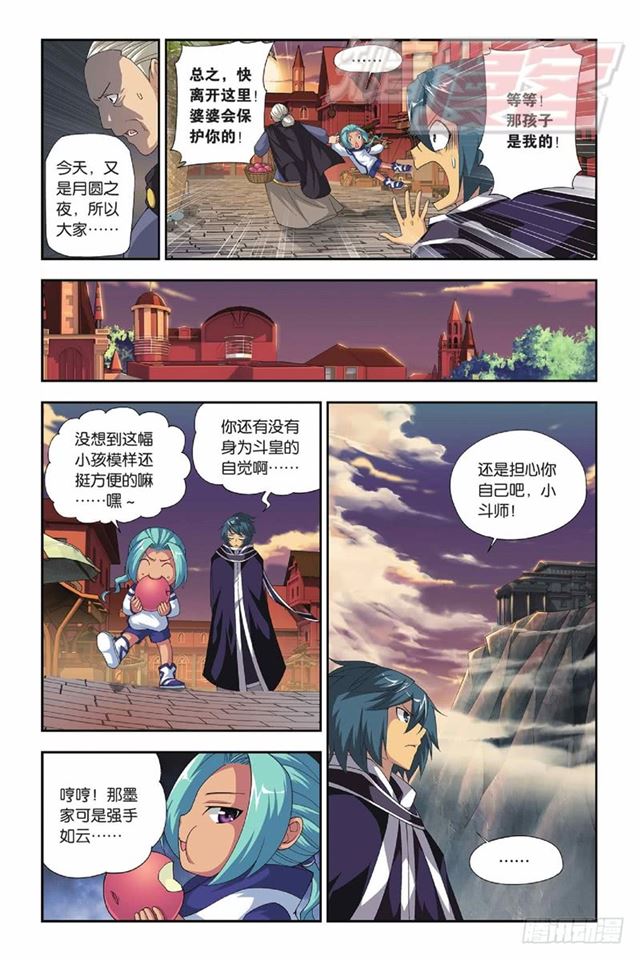 今天，又
是月圆之
夜，所以
大家……
总之，快
离开这里！
婆婆会保
护你的！
……
等等！
那孩子
是我的！
没想到这幅
小孩模样还
挺方便的嘛
……嘿～
你还有没有
身为斗皇的
自觉啊……
哼哼！那墨
家可是强手
如云……
还是担心你
自己吧，小
斗师！
……
腾讯动漫